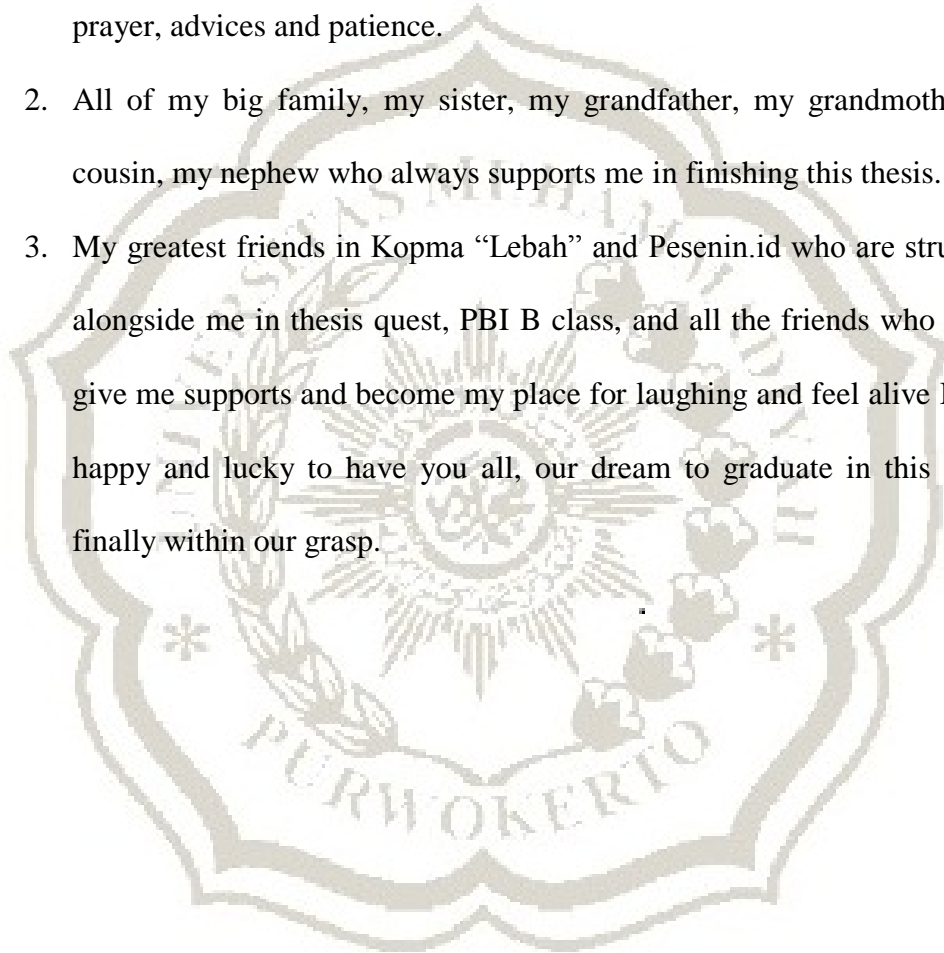 prayer, advices and patience.
2. All of my big family, my sister, my grandfather, my grandmoth
cousin, my nephew who always supports me in finishing this thesis.
3. My greatest friends in Kopma “Lebah” and Pesenin.id who are stru
alongside me in thesis quest, PBI B class, and all the friends who
give me supports and become my place for laughing and feel alive I
happy and lucky to have you all, our dream to graduate in this
finally within our grasp.
UNIVERSITAS MUHAMMADIYAH
PURWOKERTO